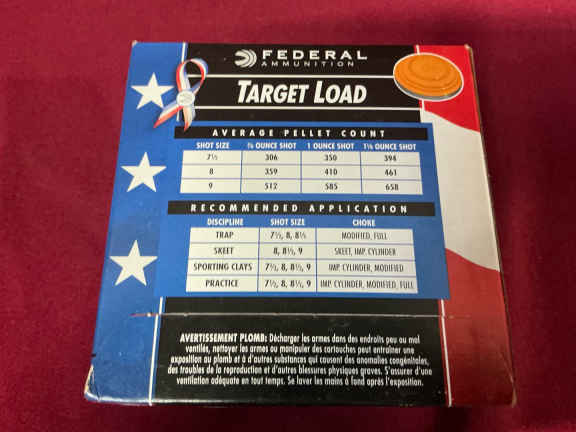 FEDERAL
AMMUNITION
TARGET LOAD
AVERAGE PELLET COUNT
SHOT SIZE ⅞ OUNCE SHOT 1 OUNCE SHOT 1⅛ OUNCE SHOT
7½ 306 350 394
8 359 410 461
9 512 585 658
RECOMMENDED APPLICATION
DISCIPLINE SHOT SIZE CHOKE
TRAP 7½, 8, 8½ MODIFIED, FULL
SKEET 8, 8½, 9 SKEET, IMP. CYLINDER
SPORTING CLAYS 7½, 8, 8½, 9 IMP. CYLINDER, MODIFIED
PRACTICE 7½, 8, 8½, 9 IMP. CYLINDER, MODIFIED, FULL
AVERTISSEMENT PLOMB: Décharger les armes dans des endroits peu ou mal
ventilés, nettoyer les armes ou manipuler des cartouches peut entraîner une
exposition au plomb et à d'autres substances qui causent des anomalies congénitales,
des troubles de la reproduction et d'autres blessures physiques graves. S'assurer d'une
ventilation adéquate en tout temps. Se laver les mains à fond après l'exposition.